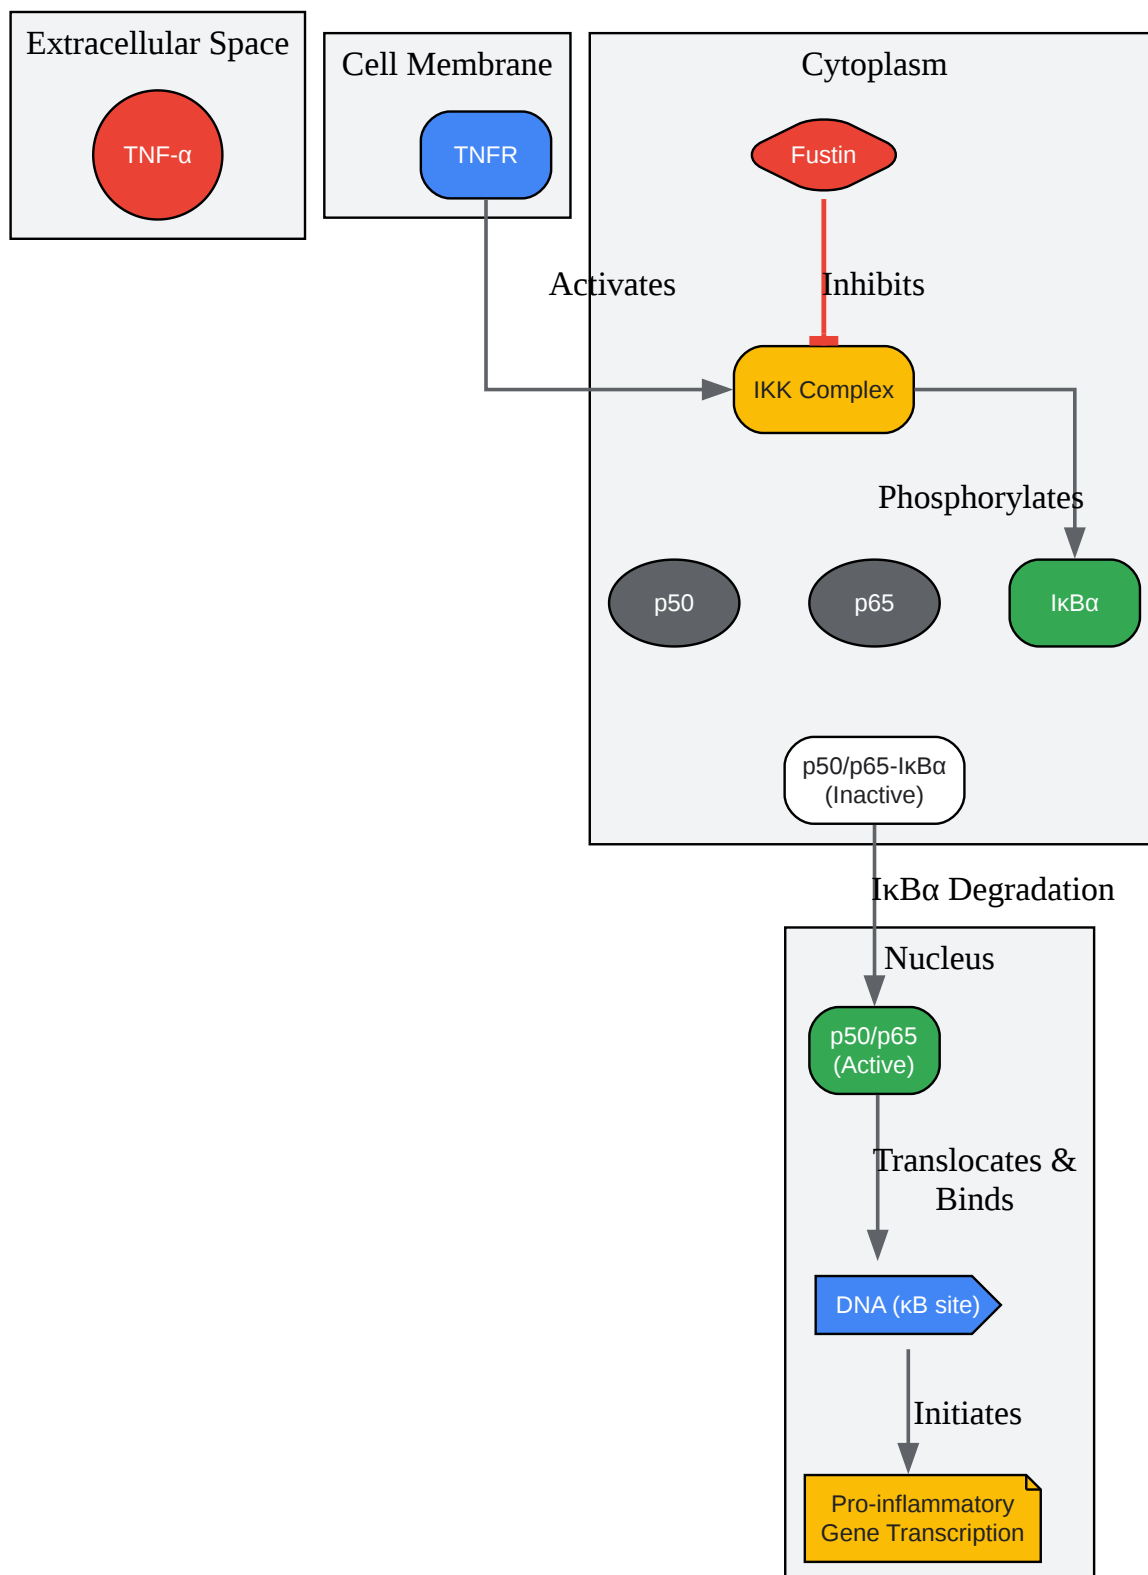 Extracellular Space
Cell Membrane
Cytoplasm
TNF-α
TNFR
Fustin
Activates
Inhibits
IKK Complex
Phosphorylates
p50
p65
IκBα
p50/p65-IκBα
(Inactive)
IκBα Degradation
Nucleus
p50/p65
(Active)
Translocates &
Binds
DNA (κB site)
Initiates
Pro-inflammatory
Gene Transcription